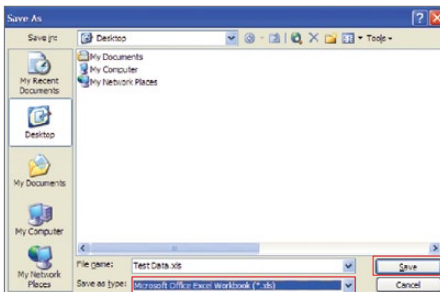 Save As
Save in:
Desktop
Tools
My Documents
My Computer
My Network Places
My Recent
Documents
Desktop
My Documents
My Computer
My Network
Places
File name:
Test Data.xls
Save
Save as type:
Microsoft Office Excel Workbook (*.xls)
Cancel